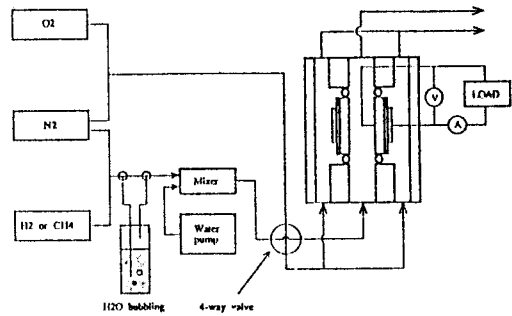 O2
N2
H2 or CH4
Mixer
Water
pump
H2O bubbling
4-way valve
V
A
LOAD